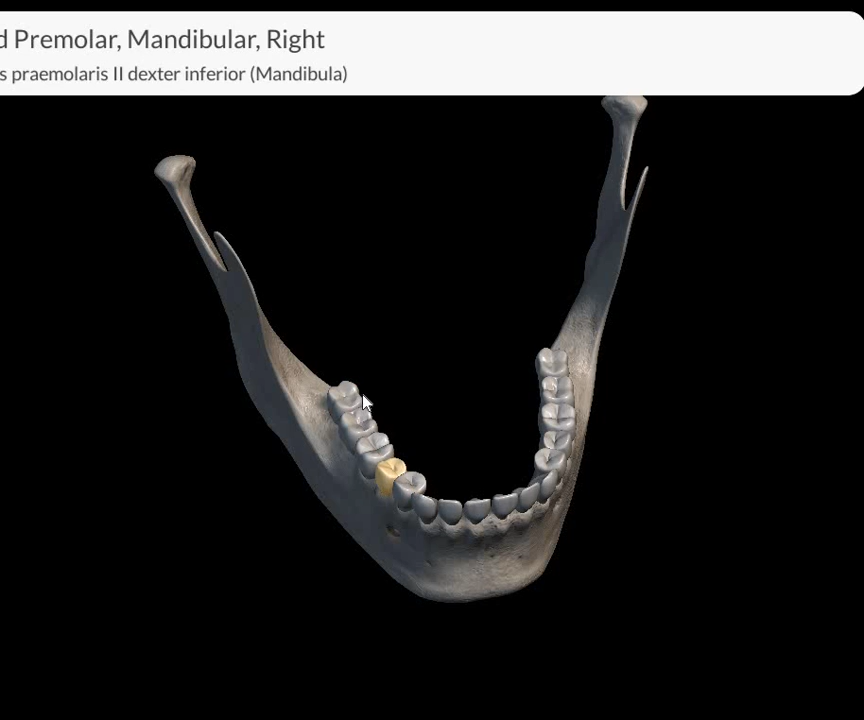 Premolar, Mandibular, Right
praemolaris II dexter inferior (Mandibula)